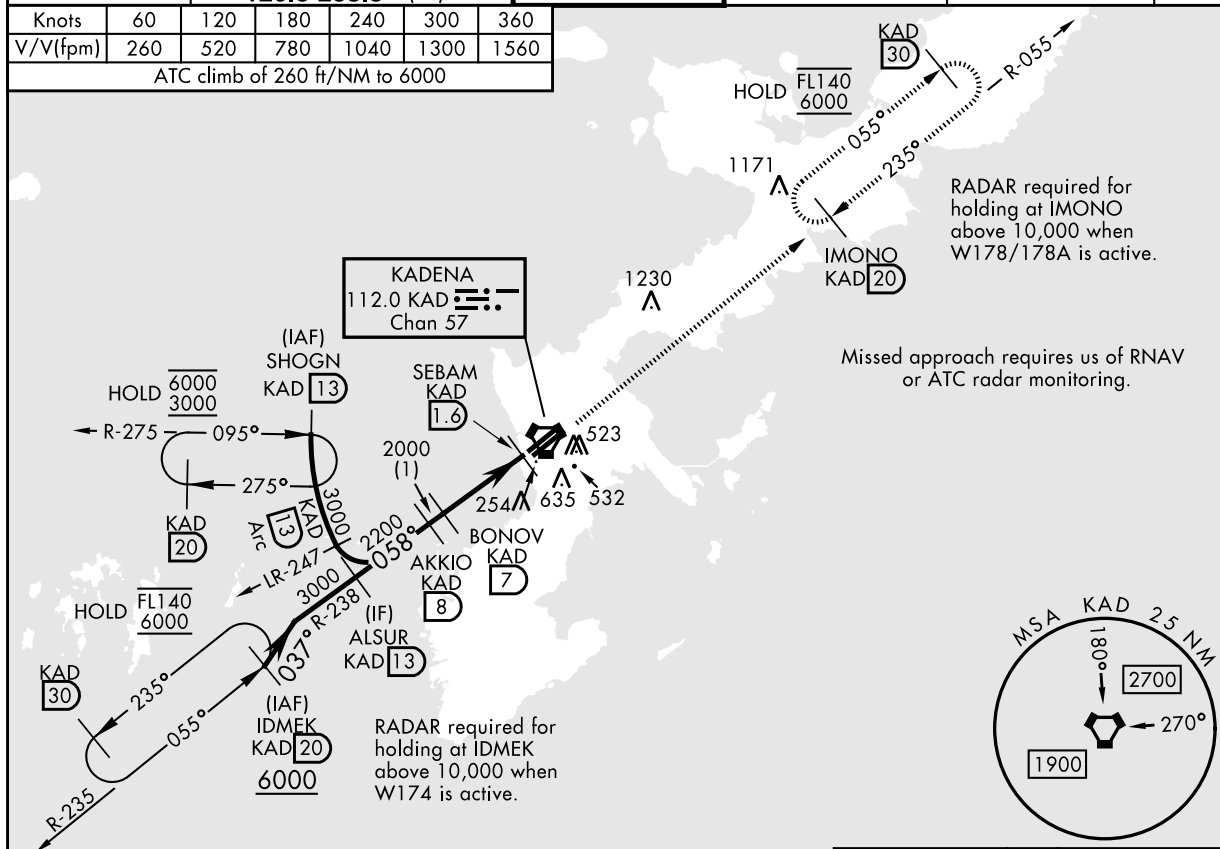 Knots 60 120 180 240 300 360
V/V(fpm) 260 520 780 1040 1300 1560
ATC climb of 260 ft/NM to 6000
KAD
30
R-055
HOLD FL140
6000
055°
235°
1171
RADAR required for
holding at IMONO
above 10,000 when
W178/178A is active.
IMONO
KAD 20
KADENA
112.0 KAD
Chan 57
1230
Missed approach requires us of RNAV
or ATC radar monitoring.
(IAF)
SHOGN
KAD 13
HOLD 6000
3000
R-275
095°
275°
KAD
20
SEBAM
KAD
1.6
523
532
635
254
2000
(1)
3000
KAD
13
Arc
LR-247
2200
058°
3000
R-238
037°
BONOV
KAD
7
AKKIO
KAD
8
(IF)
ALSUR
KAD 13
HOLD FL140
6000
KAD
30
235°
055°
R-235
(IAF)
IDMEK
KAD 20
6000
RADAR required for
holding at IDMEK
above 10,000 when
W174 is active.
MSA KAD 25 NM
180°
2700
270°
1900